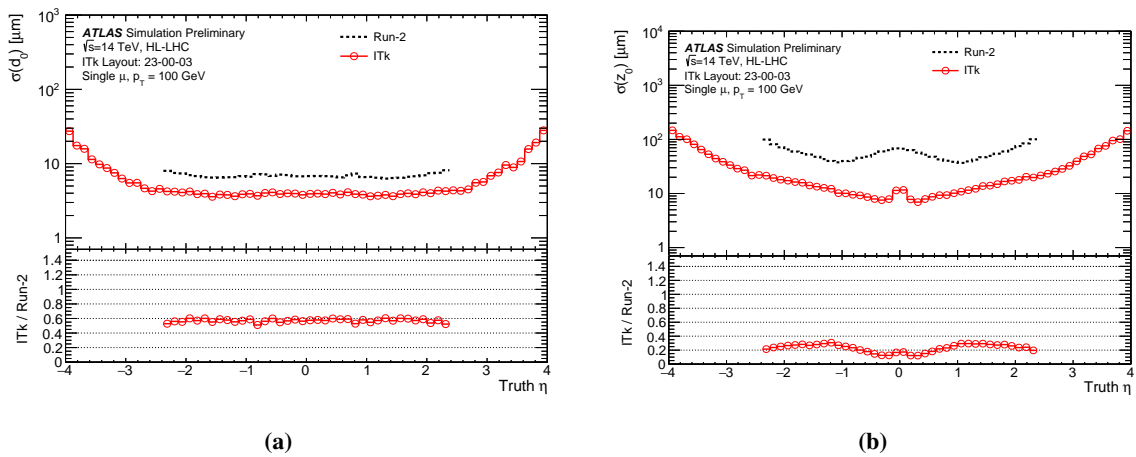 σ(d₀) [μm]
10³
10²
10
1
ATLAS Simulation Preliminary
√s=14 TeV, HL-LHC
ITk Layout: 23-00-03
Single μ, p_T = 100 GeV
Run-2
ITk
ITk / Run-2
1.4
1.2
1
0.8
0.6
0.4
0.2
0
−4 −3 −2 −1 0 1 2 3 4
Truth η
(a)
σ(z₀) [μm]
10⁴
10³
10²
10
1
ATLAS Simulation Preliminary
√s=14 TeV, HL-LHC
ITk Layout: 23-00-03
Single μ, p_T = 100 GeV
Run-2
ITk
ITk / Run-2
1.4
1.2
1
0.8
0.6
0.4
0.2
0
−4 −3 −2 −1 0 1 2 3 4
Truth η
(b)